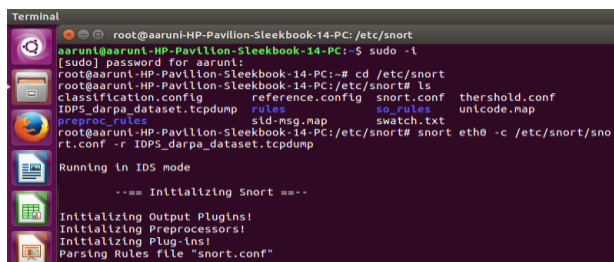 Terminal
root@aaruni-HP-Pavilion-Sleekbook-14-PC: /etc/snort
aaruni@aaruni-HP-Pavilion-Sleekbook-14-PC:~$ sudo -i
[sudo] password for aaruni:
root@aaruni-HP-Pavilion-Sleekbook-14-PC:~# cd /etc/snort
root@aaruni-HP-Pavilion-Sleekbook-14-PC:/etc/snort# ls
classification.config reference.config snort.conf thershold.conf
IDPS_darpa_dataset.tcpdump rules so_rules unicode.map
preproc_rules sid-msg.map swatch.txt
root@aaruni-HP-Pavilion-Sleekbook-14-PC:/etc/snort# snort eth0 -c /etc/snort/sno
rt.conf -r IDPS_darpa_dataset.tcpdump
Running in IDS mode
--== Initializing Snort ==--
Initializing Output Plugins!
Initializing Preprocessors!
Initializing Plug-ins!
Parsing Rules file "snort.conf"